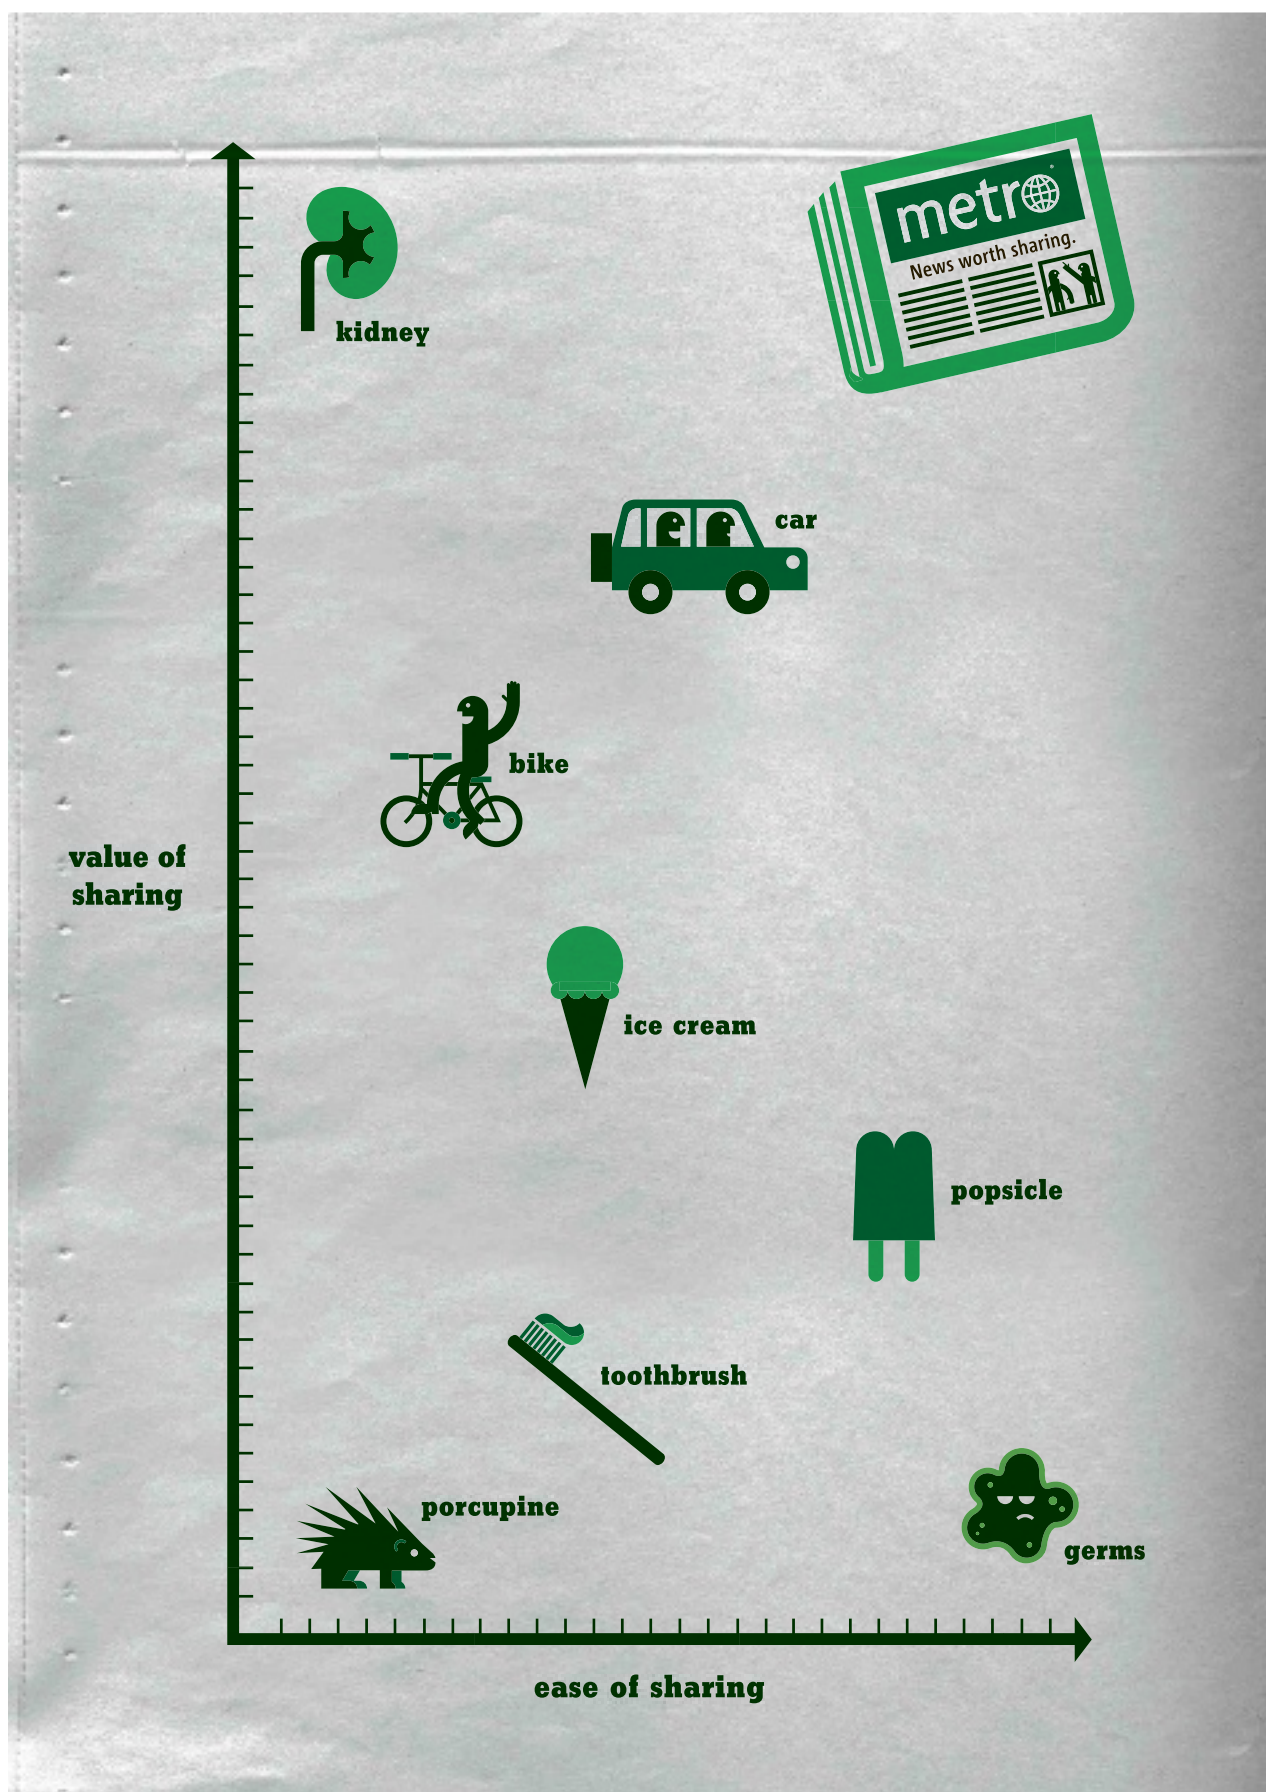 metro
News worth sharing.
kidney
car
bike
value of
sharing
ice cream
popsicle
toothbrush
porcupine
germs
ease of sharing